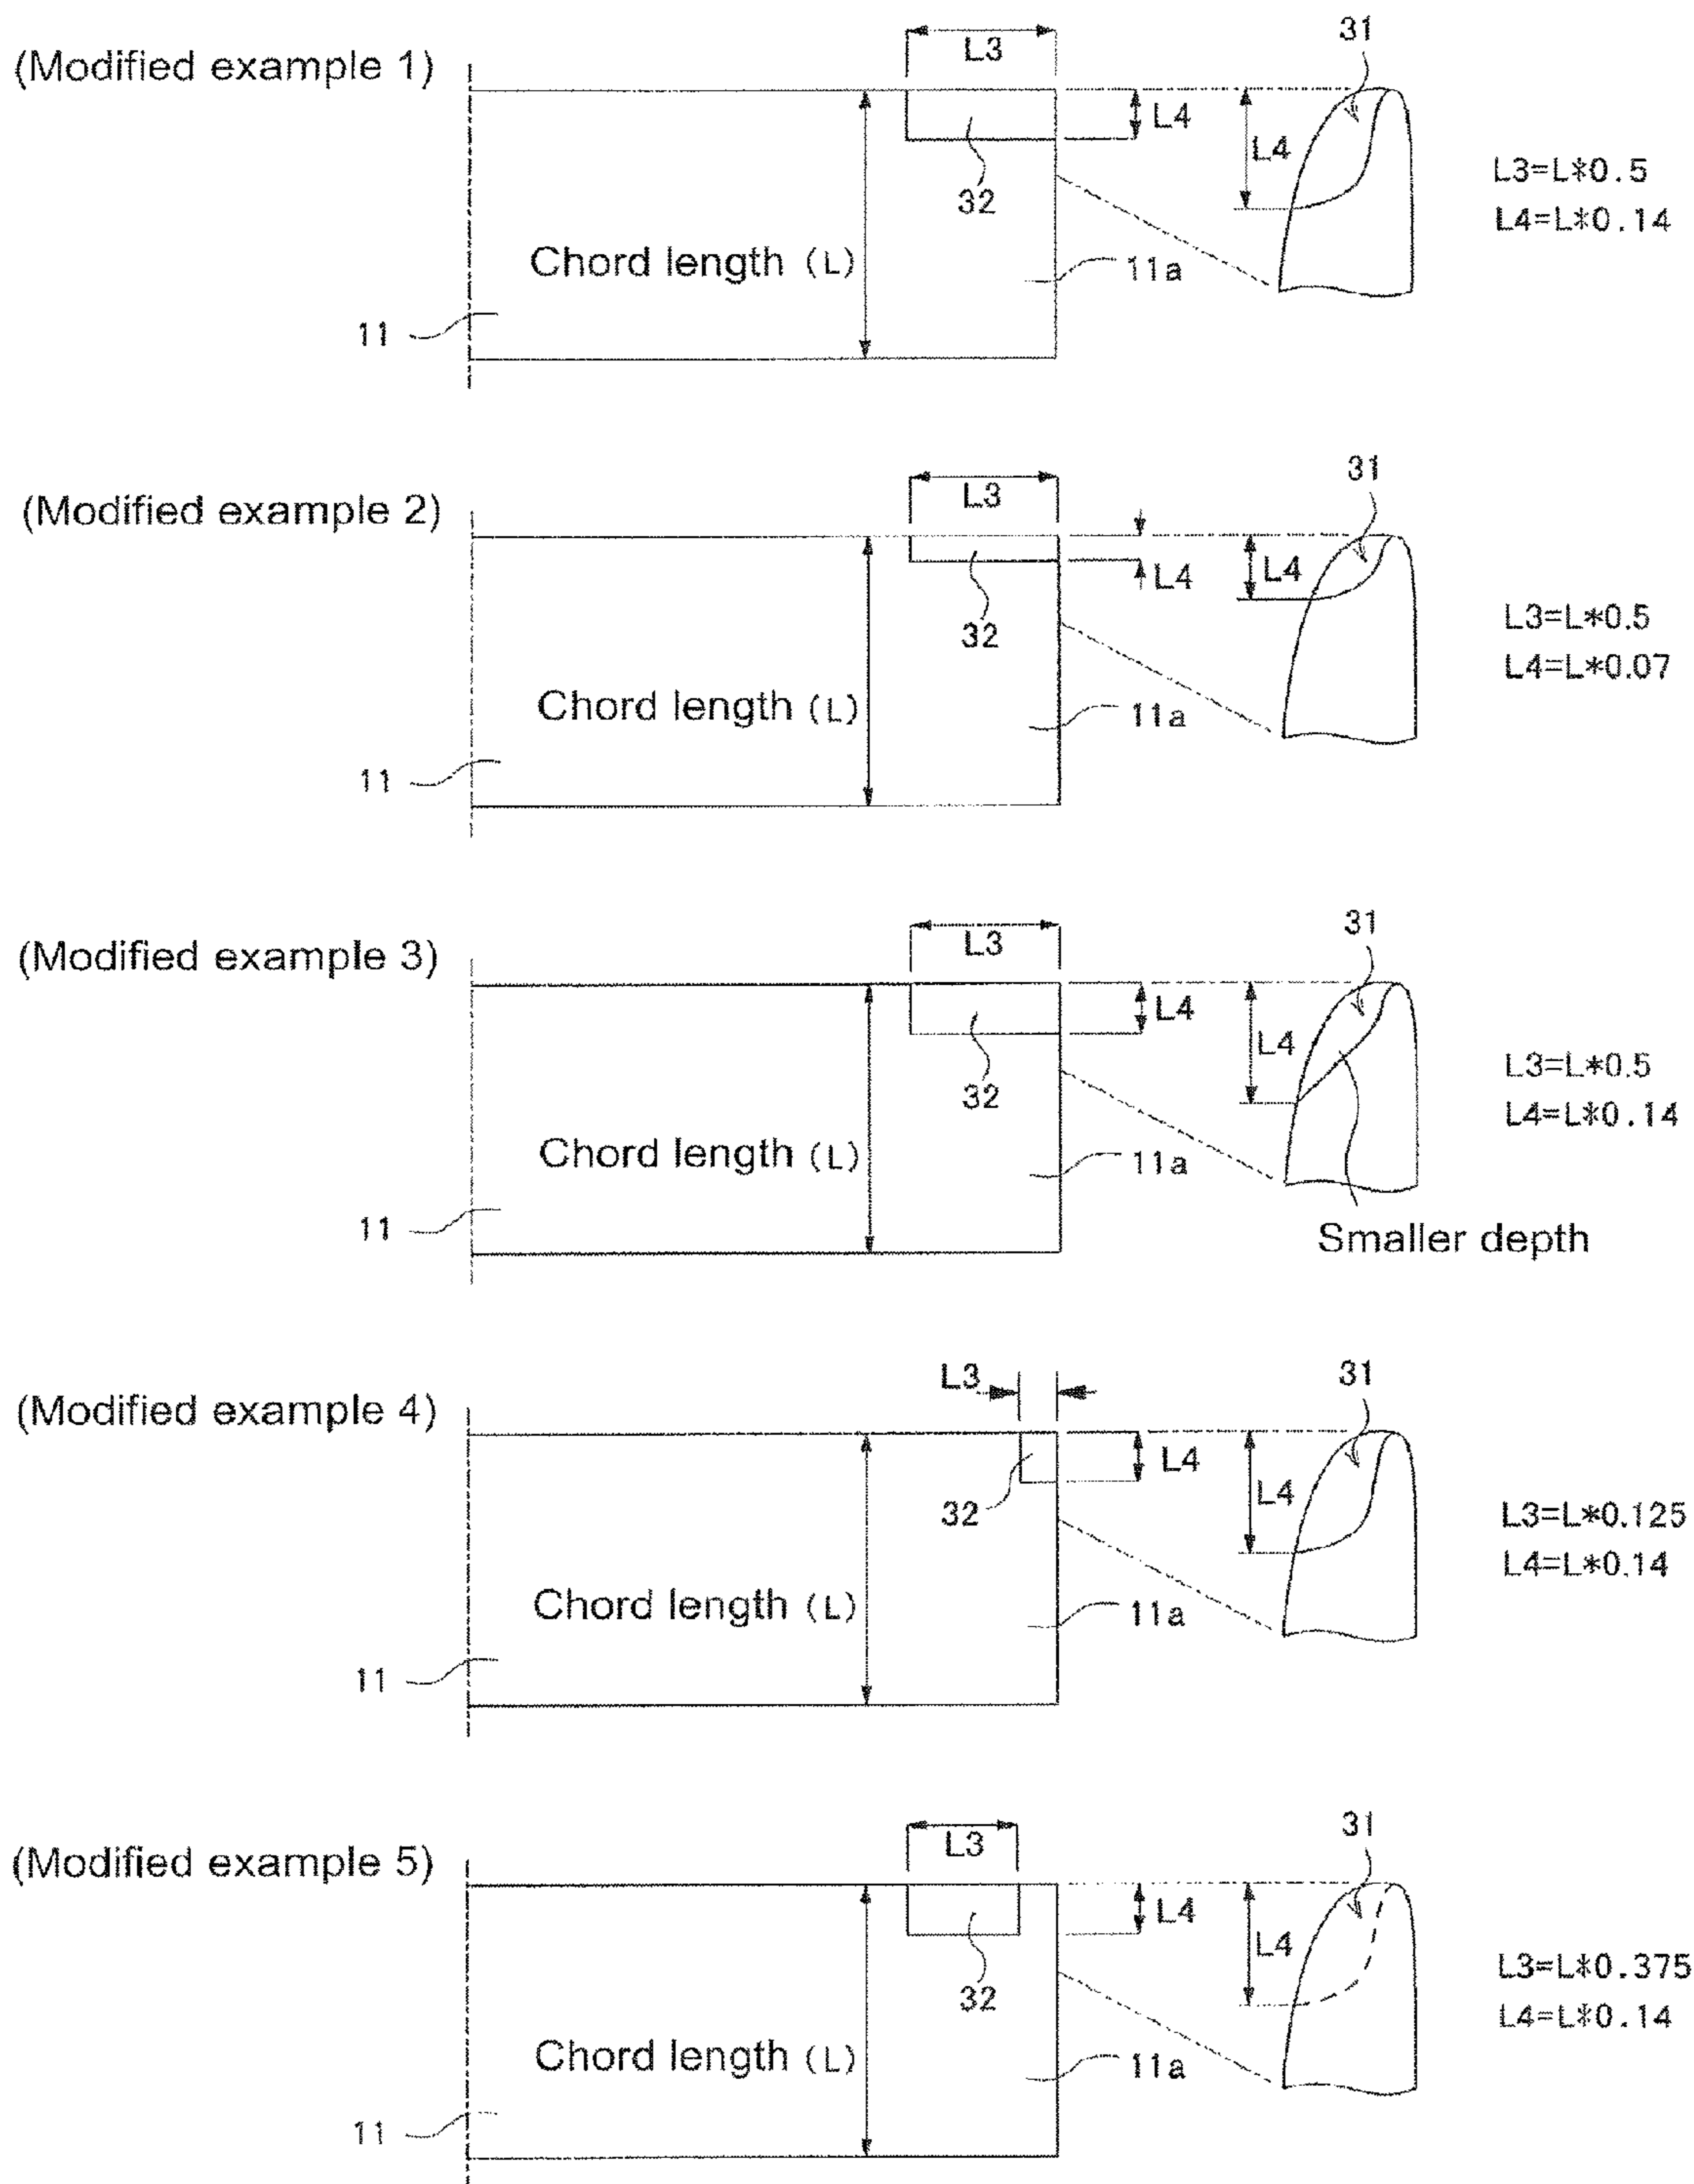 (Modified example 1)
L3
31
L4
L4
32
L3=L*0.5
L4=L*0.14
Chord length (L)
11a
11
(Modified example 2)
L3
31
L4
L4
32
L3=L*0.5
L4=L*0.07
Chord length (L)
11a
11
(Modified example 3)
L3
31
L4
L4
32
L3=L*0.5
L4=L*0.14
Chord length (L)
11a
11
Smaller depth
(Modified example 4)
L3
31
L4
L4
32
L3=L*0.125
L4=L*0.14
Chord length (L)
11a
11
(Modified example 5)
L3
31
L4
L4
32
L3=L*0.375
L4=L*0.14
Chord length (L)
11a
11